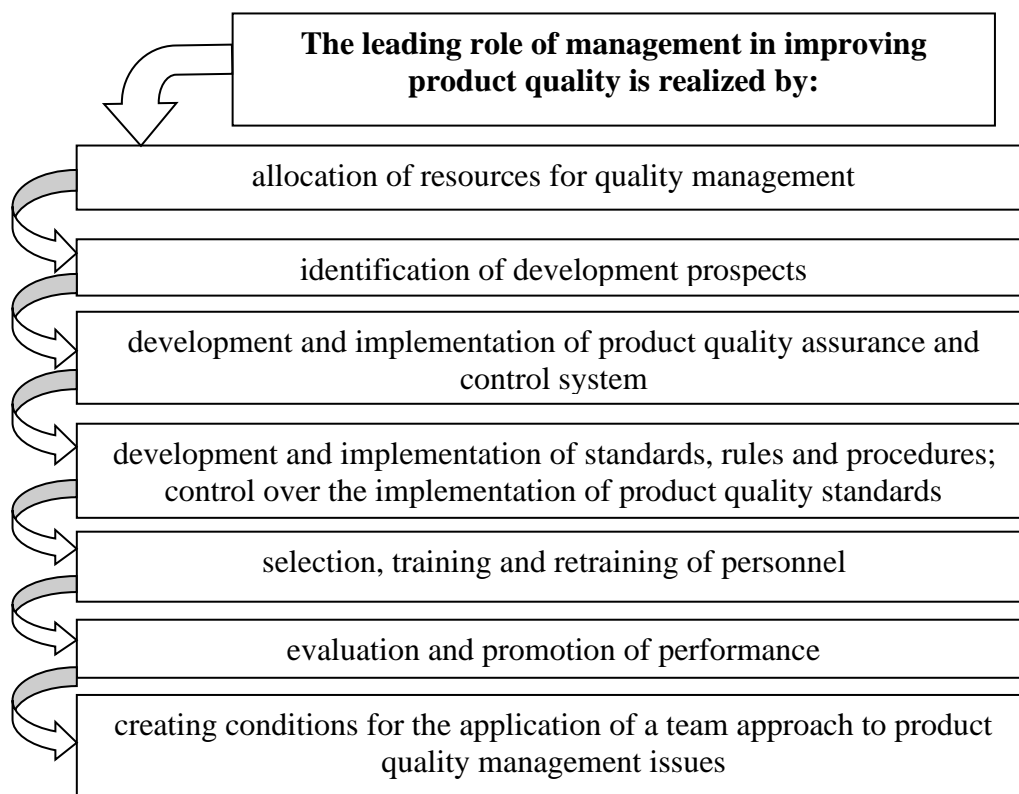 The leading role of management in improving
product quality is realized by:
allocation of resources for quality management
identification of development prospects
development and implementation of product quality assurance and
control system
development and implementation of standards, rules and procedures;
control over the implementation of product quality standards
selection, training and retraining of personnel
evaluation and promotion of performance
creating conditions for the application of a team approach to product
quality management issues